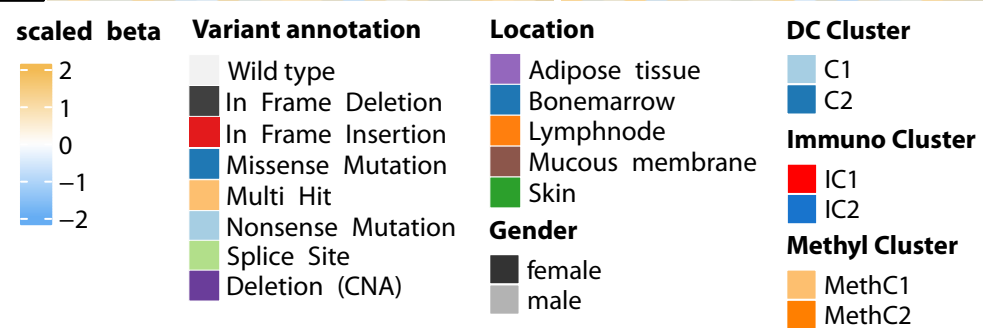 scaled beta
2
1
0
−1
−2
Variant annotation
Wild type
In Frame Deletion
In Frame Insertion
Missense Mutation
Multi Hit
Nonsense Mutation
Splice Site
Deletion (CNA)
Location
Adipose tissue
Bonemarrow
Lymphnode
Mucous membrane
Skin
Gender
female
male
DC Cluster
C1
C2
Immuno Cluster
IC1
IC2
Methyl Cluster
MethC1
MethC2